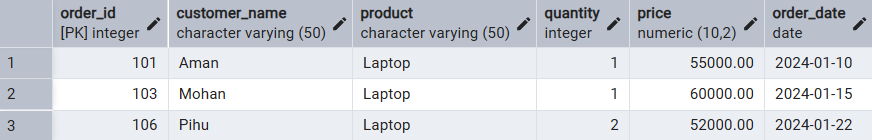 order_id customer_name product quantity price order_date
[PK] integer character varying (50) character varying (50) integer numeric (10,2) date
1 101 Aman Laptop 1 55000.00 2024-01-10
2 103 Mohan Laptop 1 60000.00 2024-01-15
3 106 Pihu Laptop 2 52000.00 2024-01-22